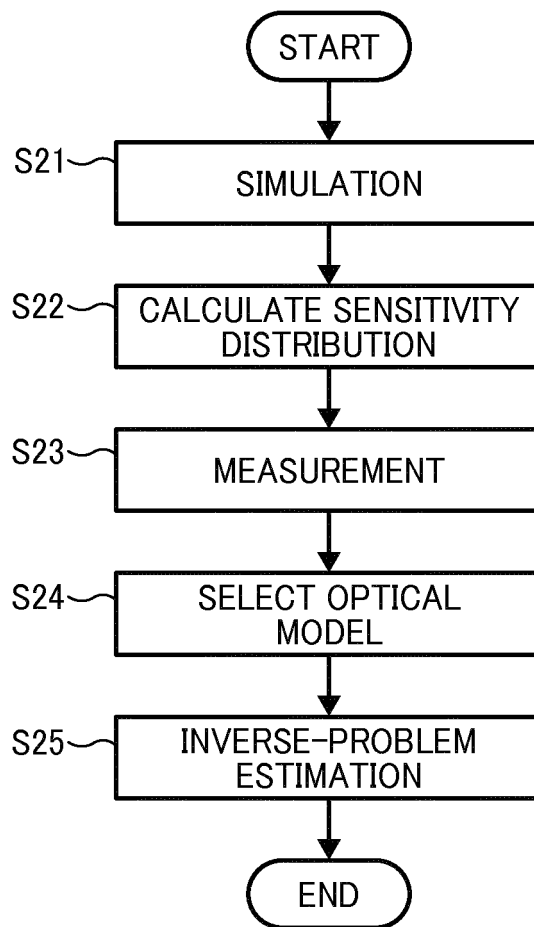 START
S21
SIMULATION
S22
CALCULATE SENSITIVITY
DISTRIBUTION
S23
MEASUREMENT
S24
SELECT OPTICAL
MODEL
S25
INVERSE-PROBLEM
ESTIMATION
END